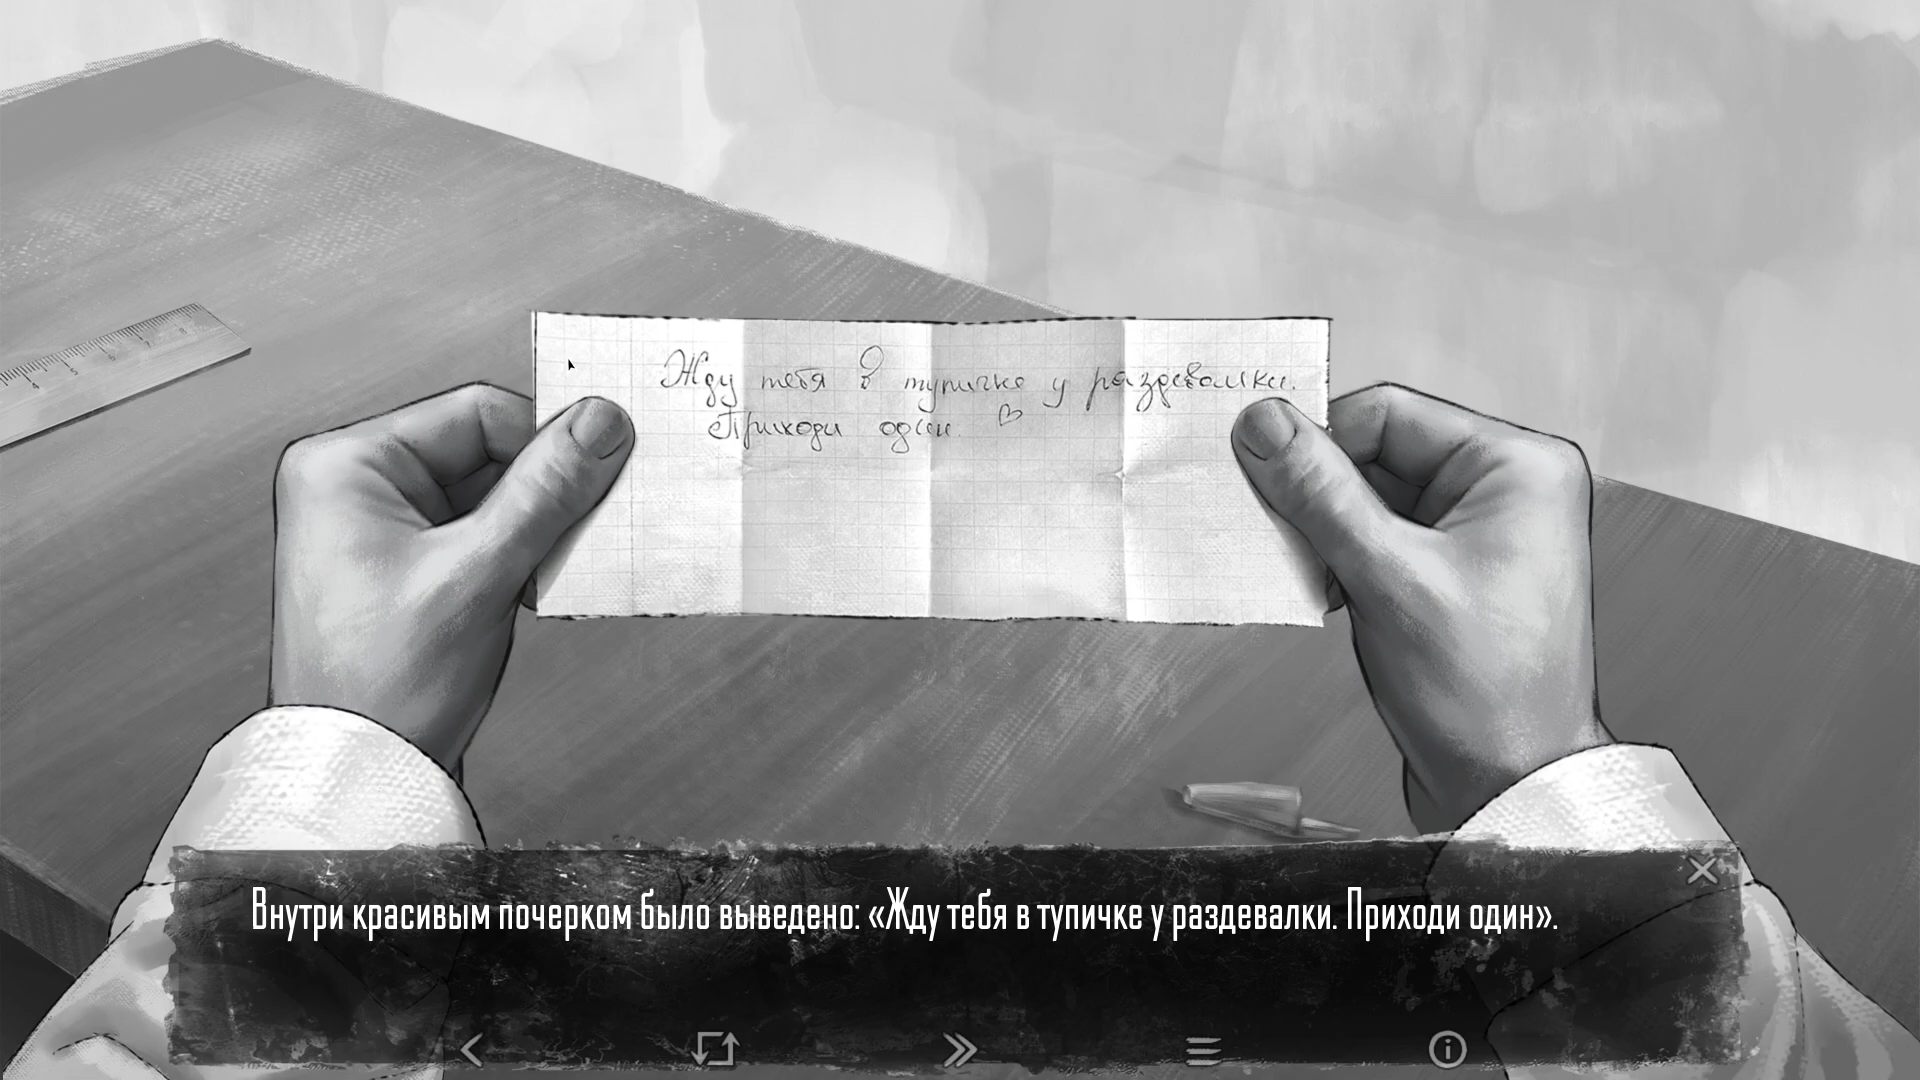 Жду тебя в тупичке у раздевалки.
Приходи один.
Внутри красивым почерком было выведено: «Жду тебя в тупичке у раздевалки. Приходи один».